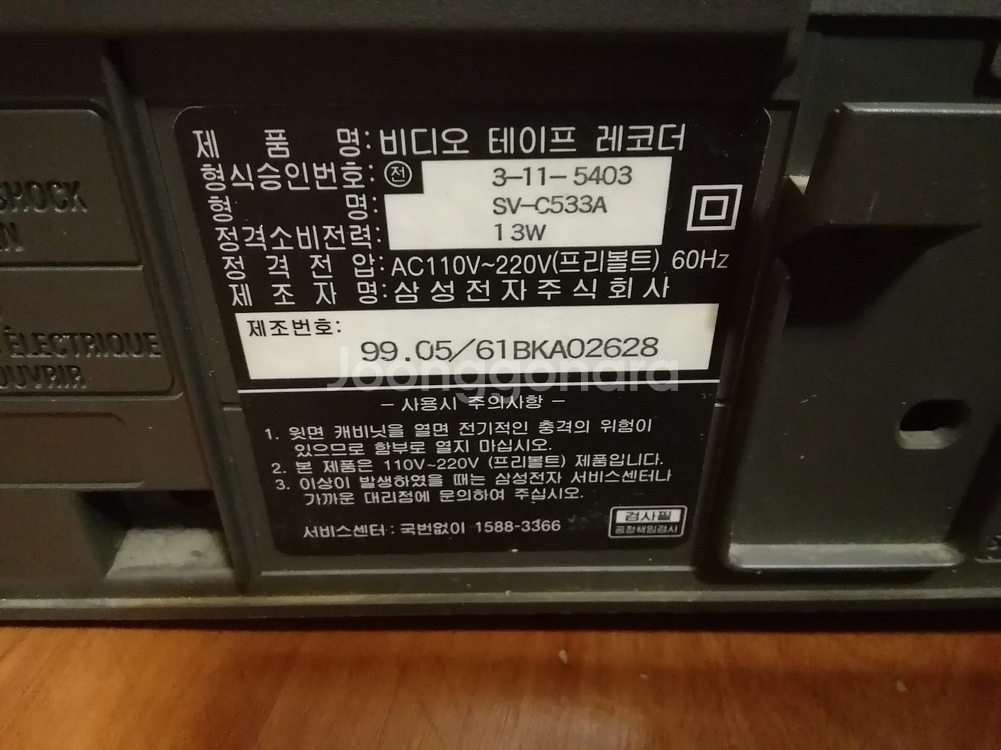 제 품 명: 비디오 테이프 레코더
형식승인번호: 전 3-11-5403
형 명: SV-C533A
정격소비전력: 13W
정 격 전 압: AC110V~220V(프리볼트) 60Hz
제 조 자 명: 삼성전자주식회사
제조번호:
99.05/61BKA02628
Joonggonara
- 사용시 주의사항 -
1. 윗면 캐비닛을 열면 전기적인 충격의 위험이
있으므로 함부로 열지 마십시오.
2. 본 제품은 110V~220V (프리볼트) 제품입니다.
3. 이상이 발생하였을 때는 삼성전자 서비스센터나
가까운 대리점에 문의하여 주십시오.
서비스센터 : 국번없이 1588-3366
검사필
공정책임검사
SHOCK
N
ÉLECTRIQUE
OUVRIR